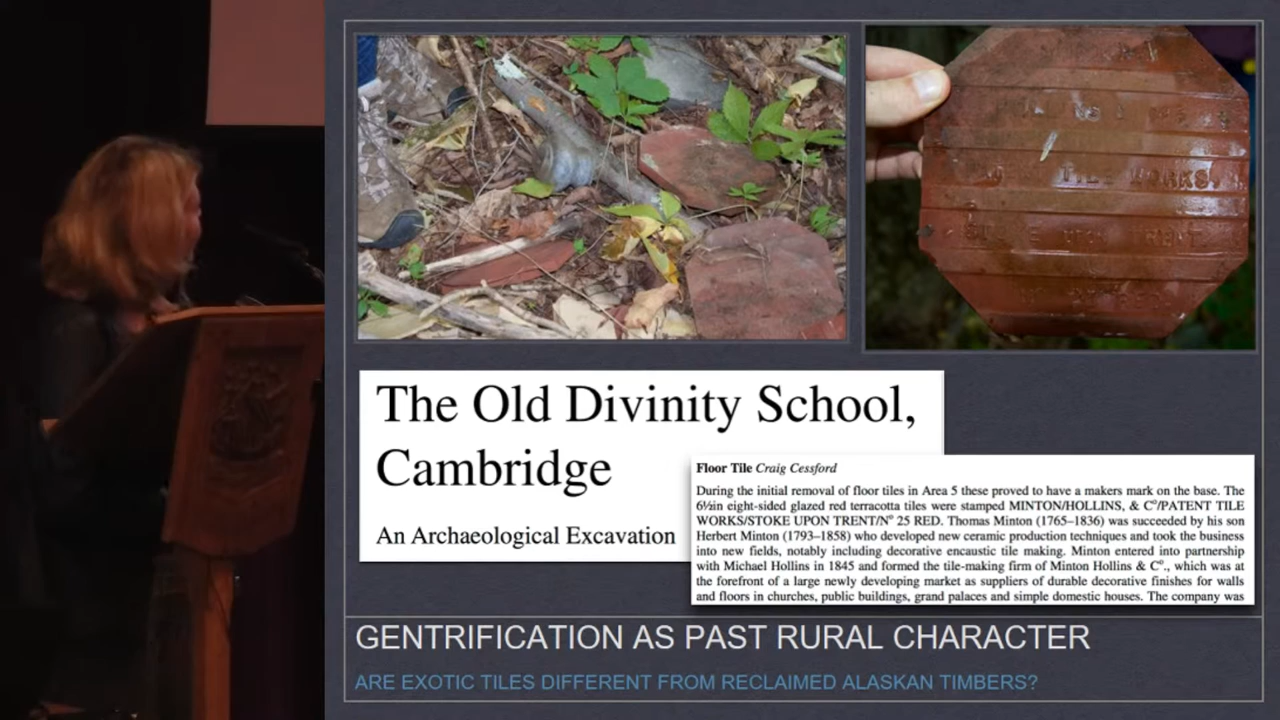 TILE WORKS.
The Old Divinity School,
Cambridge
An Archaeological Excavation
Floor Tile Craig Cessford
During the initial removal of floor tiles in Area 5 these proved to have a makers mark on the base. The
6½in eight-sided glazed red terracotta tiles were stamped MINTON/HOLLINS, & Cº/PATENT TILE
WORKS/STOKE UPON TRENT/Nº 25 RED. Thomas Minton (1765–1836) was succeeded by his son
Herbert Minton (1793–1858) who developed new ceramic production techniques and took the business
into new fields, notably including decorative encaustic tile making. Minton entered into partnership
with Michael Hollins in 1845 and formed the tile-making firm of Minton Hollins & Cº., which was at
the forefront of a large newly developing market as suppliers of durable decorative finishes for walls
and floors in churches, public buildings, grand palaces and simple domestic houses. The company was
GENTRIFICATION AS PAST RURAL CHARACTER
ARE EXOTIC TILES DIFFERENT FROM RECLAIMED ALASKAN TIMBERS?